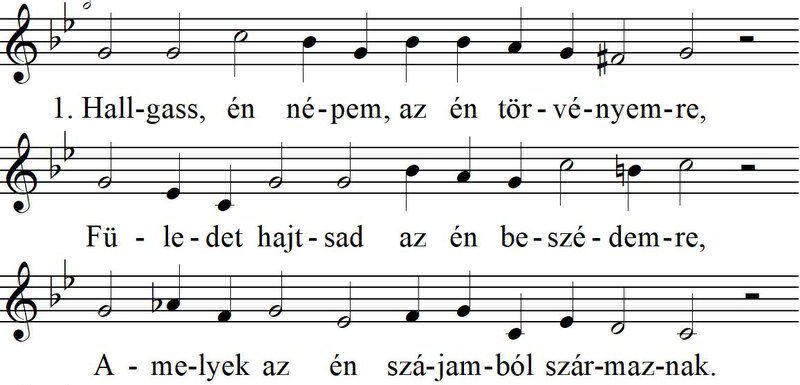 1. Hall-gass, én né-pem, az én tör-vé-nyem-re,
Fü-le-det hajt-sad az én be-szé-dem-re,
A-me-lyek az én szá-jam-ból szár-maz-nak.